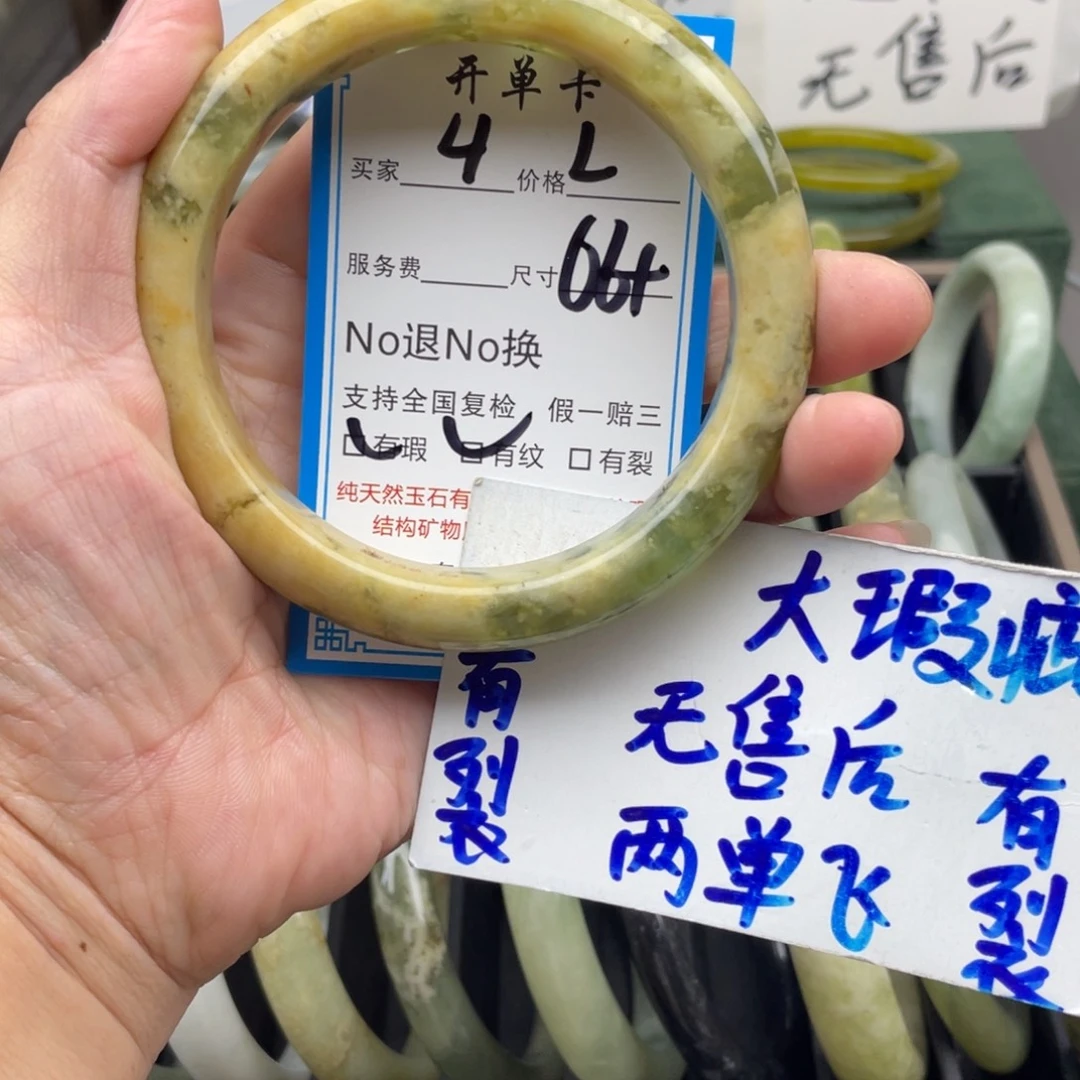 无售后
开单卡
买家 4 价格 L
服务费 尺寸 64
No退No换
支持全国复检 假一赔三
有瑕 有纹 有裂
纯天然玉石有
结构矿物
大瑕疵
无售后
两单飞
有裂
有裂